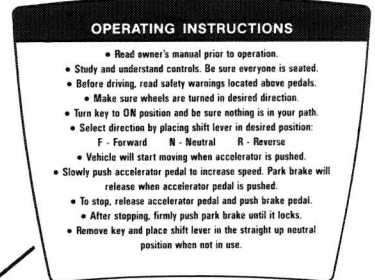 OPERATING INSTRUCTIONS
• Read owner's manual prior to operation.
• Study and understand controls. Be sure everyone is seated.
• Before driving, read safety warnings located above pedals.
• Make sure wheels are turned in desired direction.
• Turn key to ON position and be sure nothing is in your path.
• Select direction by placing shift lever in desired position:
F - Forward N - Neutral R - Reverse
• Vehicle will start moving when accelerator is pushed.
• Slowly push accelerator pedal to increase speed. Park brake will
release when accelerator pedal is pushed.
• To stop, release accelerator pedal and push brake pedal.
• After stopping, firmly push park brake until it locks.
• Remove key and place shift lever in the straight up neutral
position when not in use.